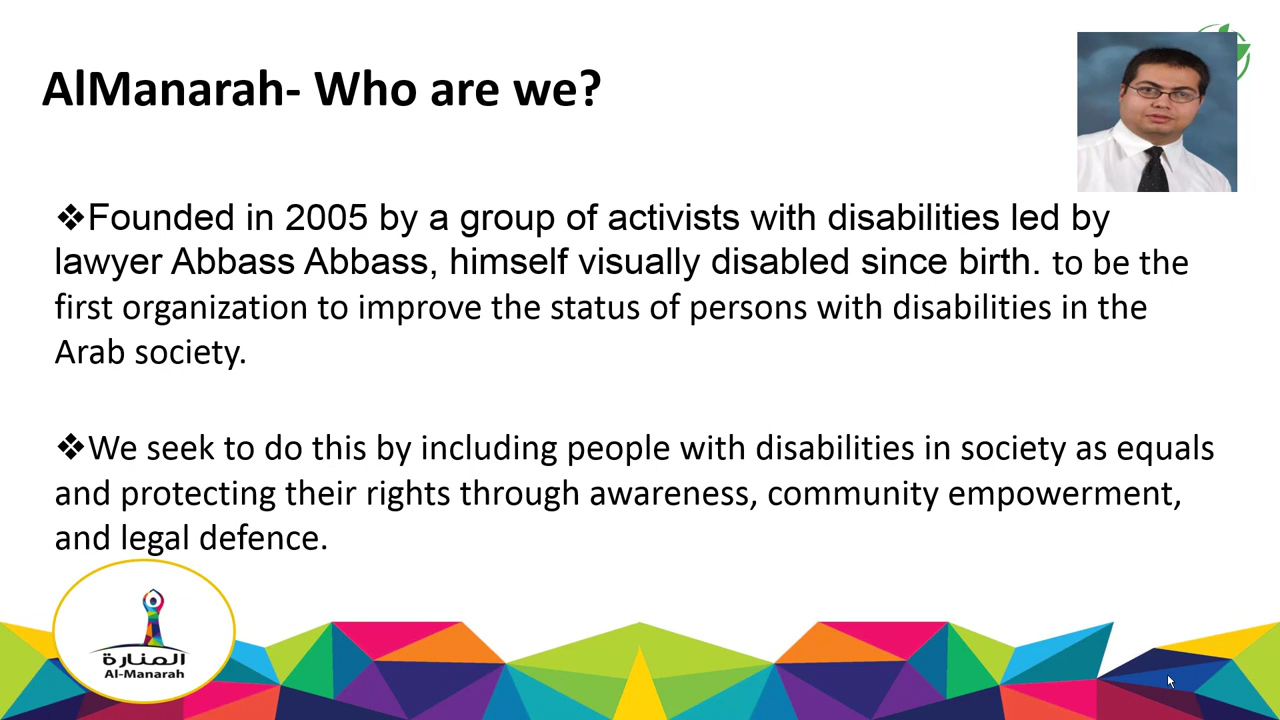 AlManarah- Who are we?
❖Founded in 2005 by a group of activists with disabilities led by
lawyer Abbass Abbass, himself visually disabled since birth. to be the
first organization to improve the status of persons with disabilities in the
Arab society.
❖We seek to do this by including people with disabilities in society as equals
and protecting their rights through awareness, community empowerment,
and legal defence.
المنارة
Al-Manarah